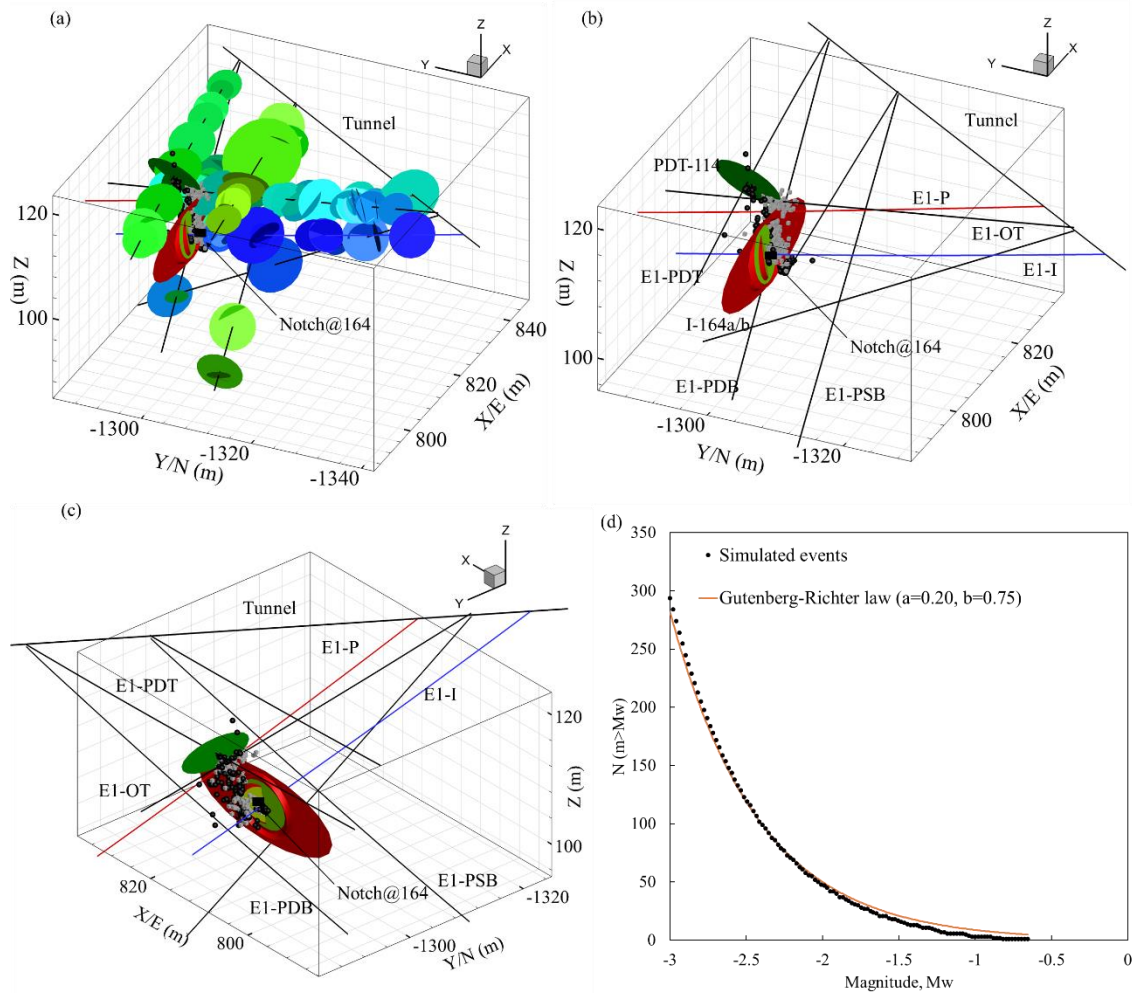 (a)
Z
X
Y
Tunnel
Z (m)
120
100
Notch@164
840
820
800
X/E (m)
-1300
-1320
-1340
Y/N (m)
(b)
Z
X
Y
Tunnel
PDT-114
E1-P
E1-OT
E1-I
E1-PDT
I-164a/b
Notch@164
E1-PDB
E1-PSB
Z (m)
120
100
820
800
X/E (m)
-1300
-1320
Y/N (m)
(c)
Z
X
Y
Tunnel
E1-P
E1-PDT
E1-I
E1-OT
120
Z (m)
100
Notch@164
E1-PSB
E1-PDB
820
800
X/E (m)
-1320
-1300
Y/N (m)
(d)
350
300
250
200
150
100
50
0
N (m>Mw)
Simulated events
Gutenberg-Richter law (a=0.20, b=0.75)
-3 -2.5 -2 -1.5 -1 -0.5 0
Magnitude, Mw